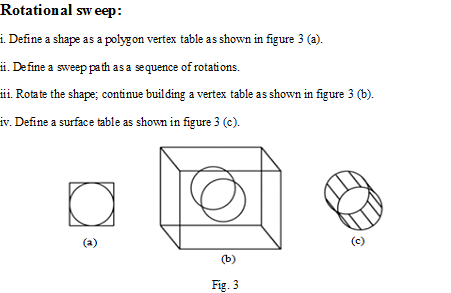 Rotational sweep:
i. Define a shape as a polygon vertex table as shown in figure 3 (a).
ii. Define a sweep path as a sequence of rotations.
iii. Rotate the shape; continue building a vertex table as shown in figure 3 (b).
iv. Define a surface table as shown in figure 3 (c).
(a)
(b)
(c)
Fig. 3